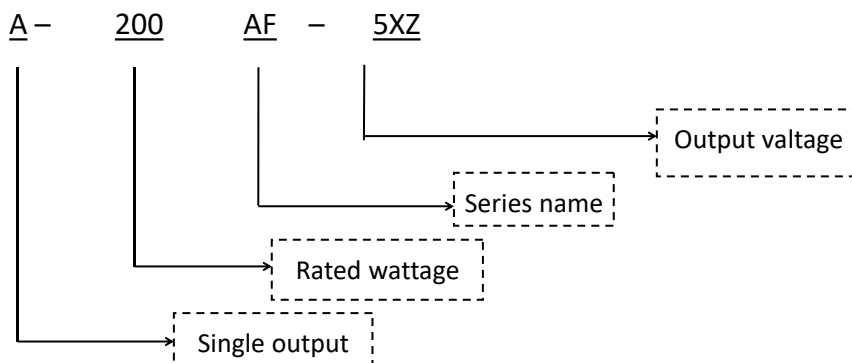 A – 200 AF – 5XZ
Output valtage
Series name
Rated wattage
Single output